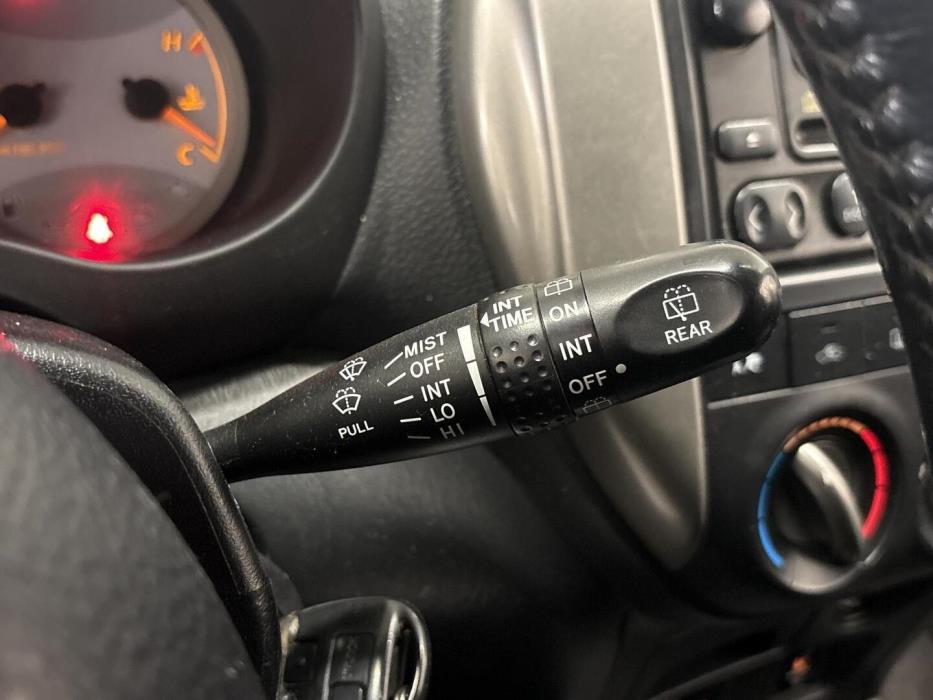 H
C
MIST
OFF
INT
LO
HI
PULL
INT
TIME
ON
INT
OFF
REAR